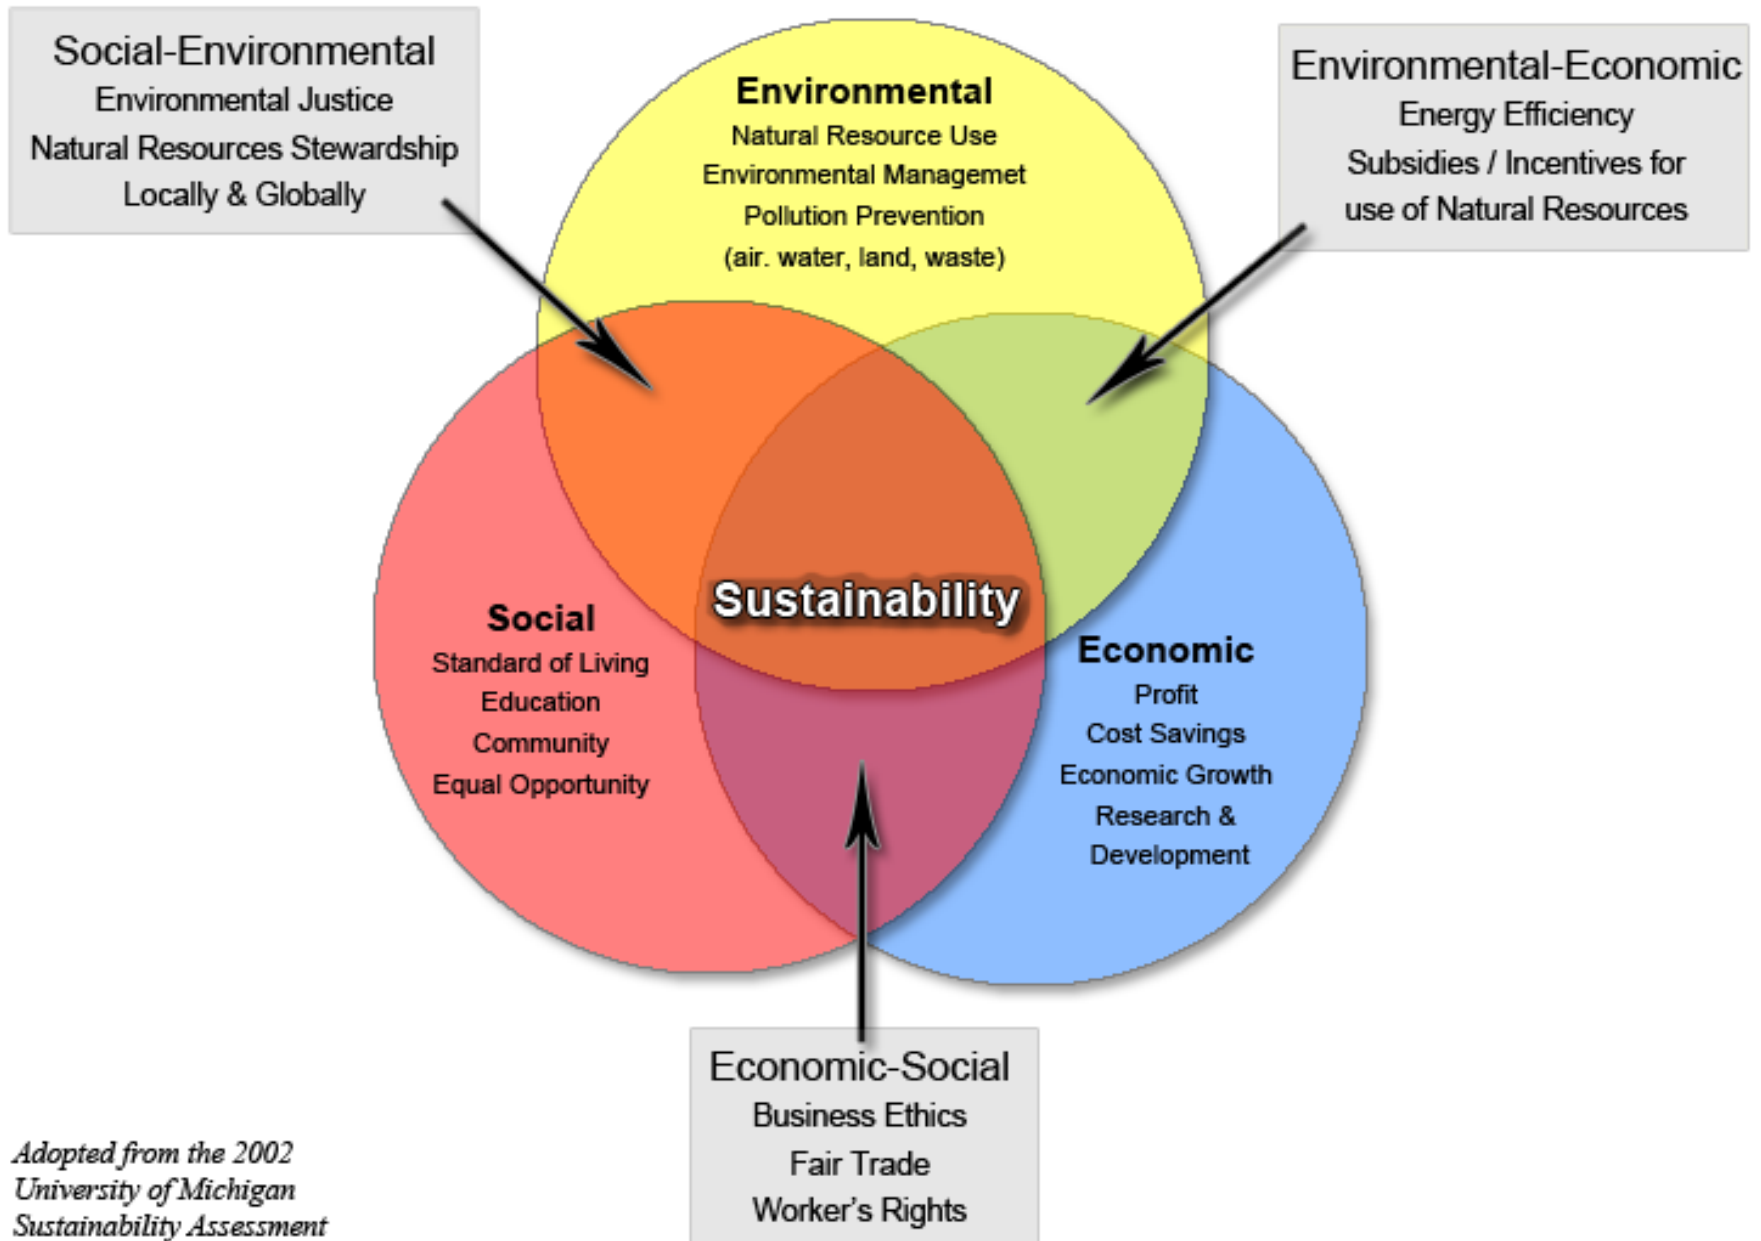 Social-Environmental
Environmental Justice
Natural Resources Stewardship
Locally & Globally
Environmental
Natural Resource Use
Environmental Managemet
Pollution Prevention
(air. water, land, waste)
Environmental-Economic
Energy Efficiency
Subsidies / Incentives for
use of Natural Resources
Sustainability
Social
Standard of Living
Education
Community
Equal Opportunity
Economic
Profit
Cost Savings
Economic Growth
Research &
Development
Economic-Social
Business Ethics
Fair Trade
Worker’s Rights
Adopted from the 2002
University of Michigan
Sustainability Assessment